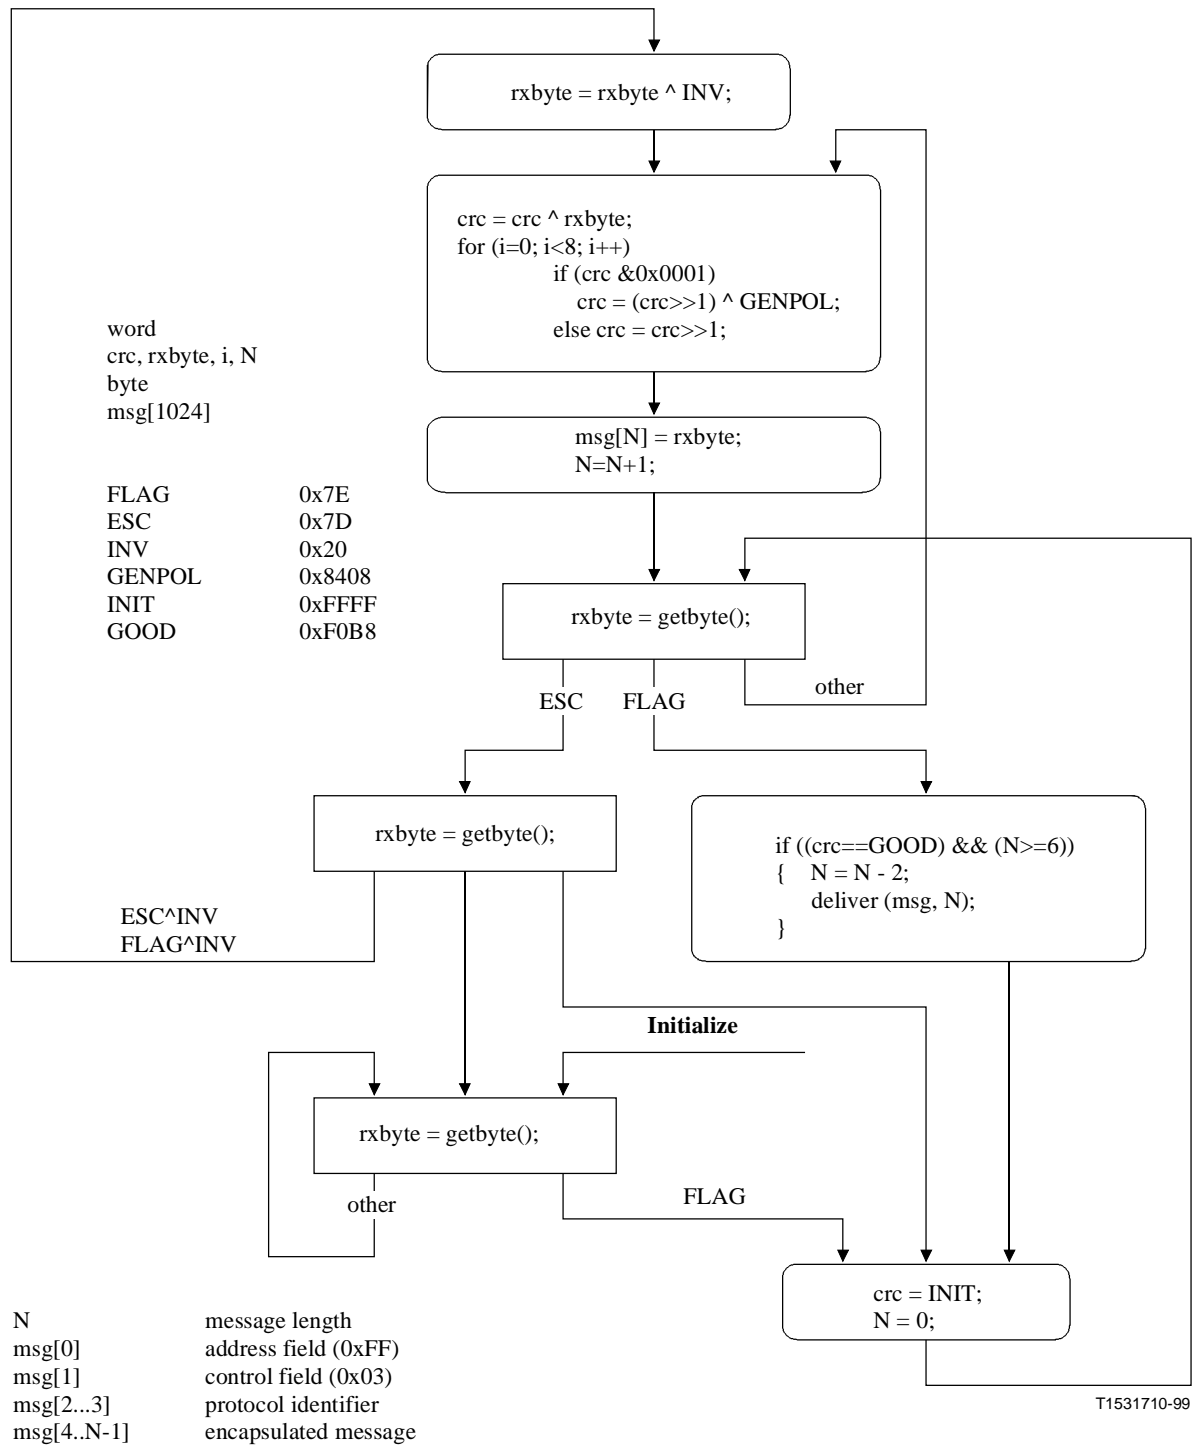 rxbyte = rxbyte ^ INV;
crc = crc ^ rxbyte;
for (i=0; i<8; i++)
if (crc &0x0001)
crc = (crc>>1) ^ GENPOL;
else crc = crc>>1;
word
crc, rxbyte, i, N
byte
msg[1024]
msg[N] = rxbyte;
N=N+1;
FLAG 0x7E
ESC 0x7D
INV 0x20
GENPOL 0x8408
INIT 0xFFFF
GOOD 0xF0B8
rxbyte = getbyte();
ESC FLAG other
rxbyte = getbyte();
if ((crc==GOOD) && (N>=6))
{ N = N - 2;
deliver (msg, N);
}
ESC^INV
FLAG^INV
Initialize
rxbyte = getbyte();
other
FLAG
crc = INIT;
N = 0;
N message length
msg[0] address field (0xFF)
msg[1] control field (0x03)
msg[2...3] protocol identifier
msg[4..N-1] encapsulated message
T1531710-99